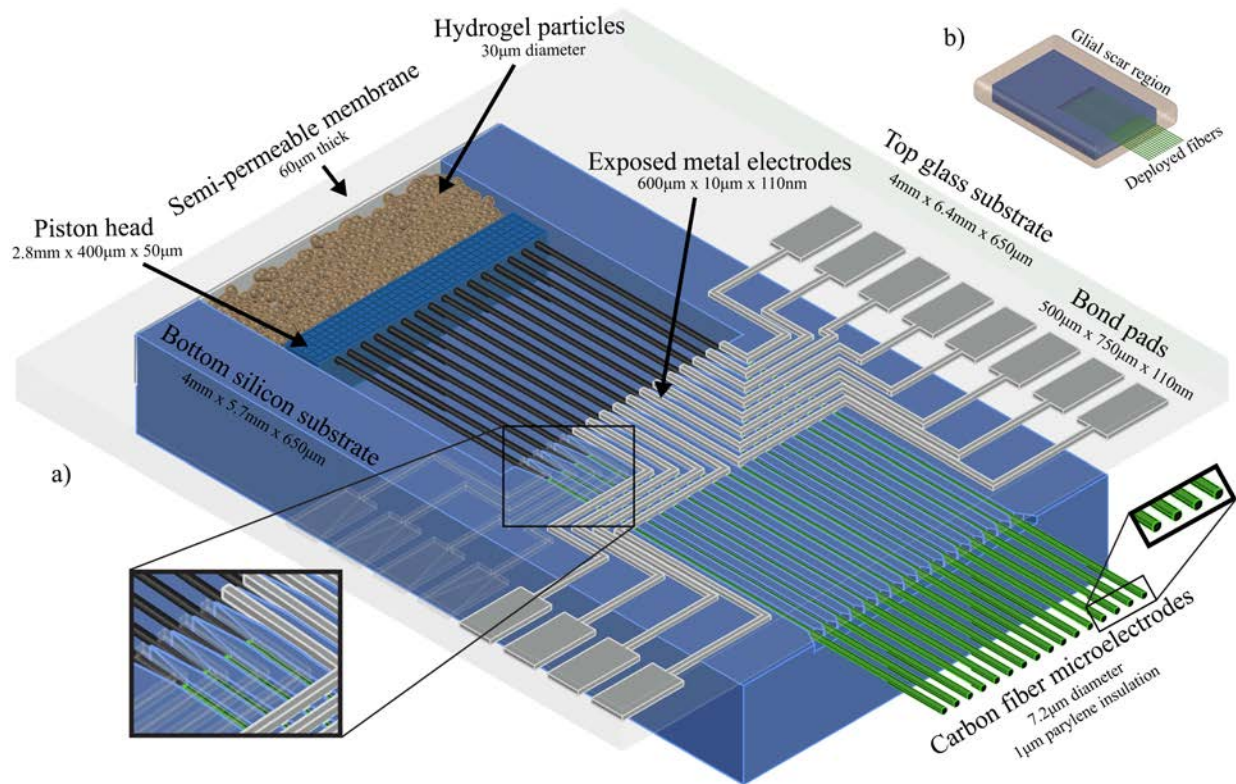 Hydrogel particles
30μm diameter
b)
Glial scar region
Deployed fibers
Semi-permeable membrane
60μm thick
Exposed metal electrodes
600μm x 10μm x 110nm
Top glass substrate
4mm x 6.4mm x 650μm
Piston head
2.8mm x 400μm x 50μm
Bond pads
500μm x 750μm x 110nm
Bottom silicon substrate
4mm x 5.7mm x 650μm
a)
Carbon fiber microelectrodes
7.2μm diameter
1μm parylene insulation